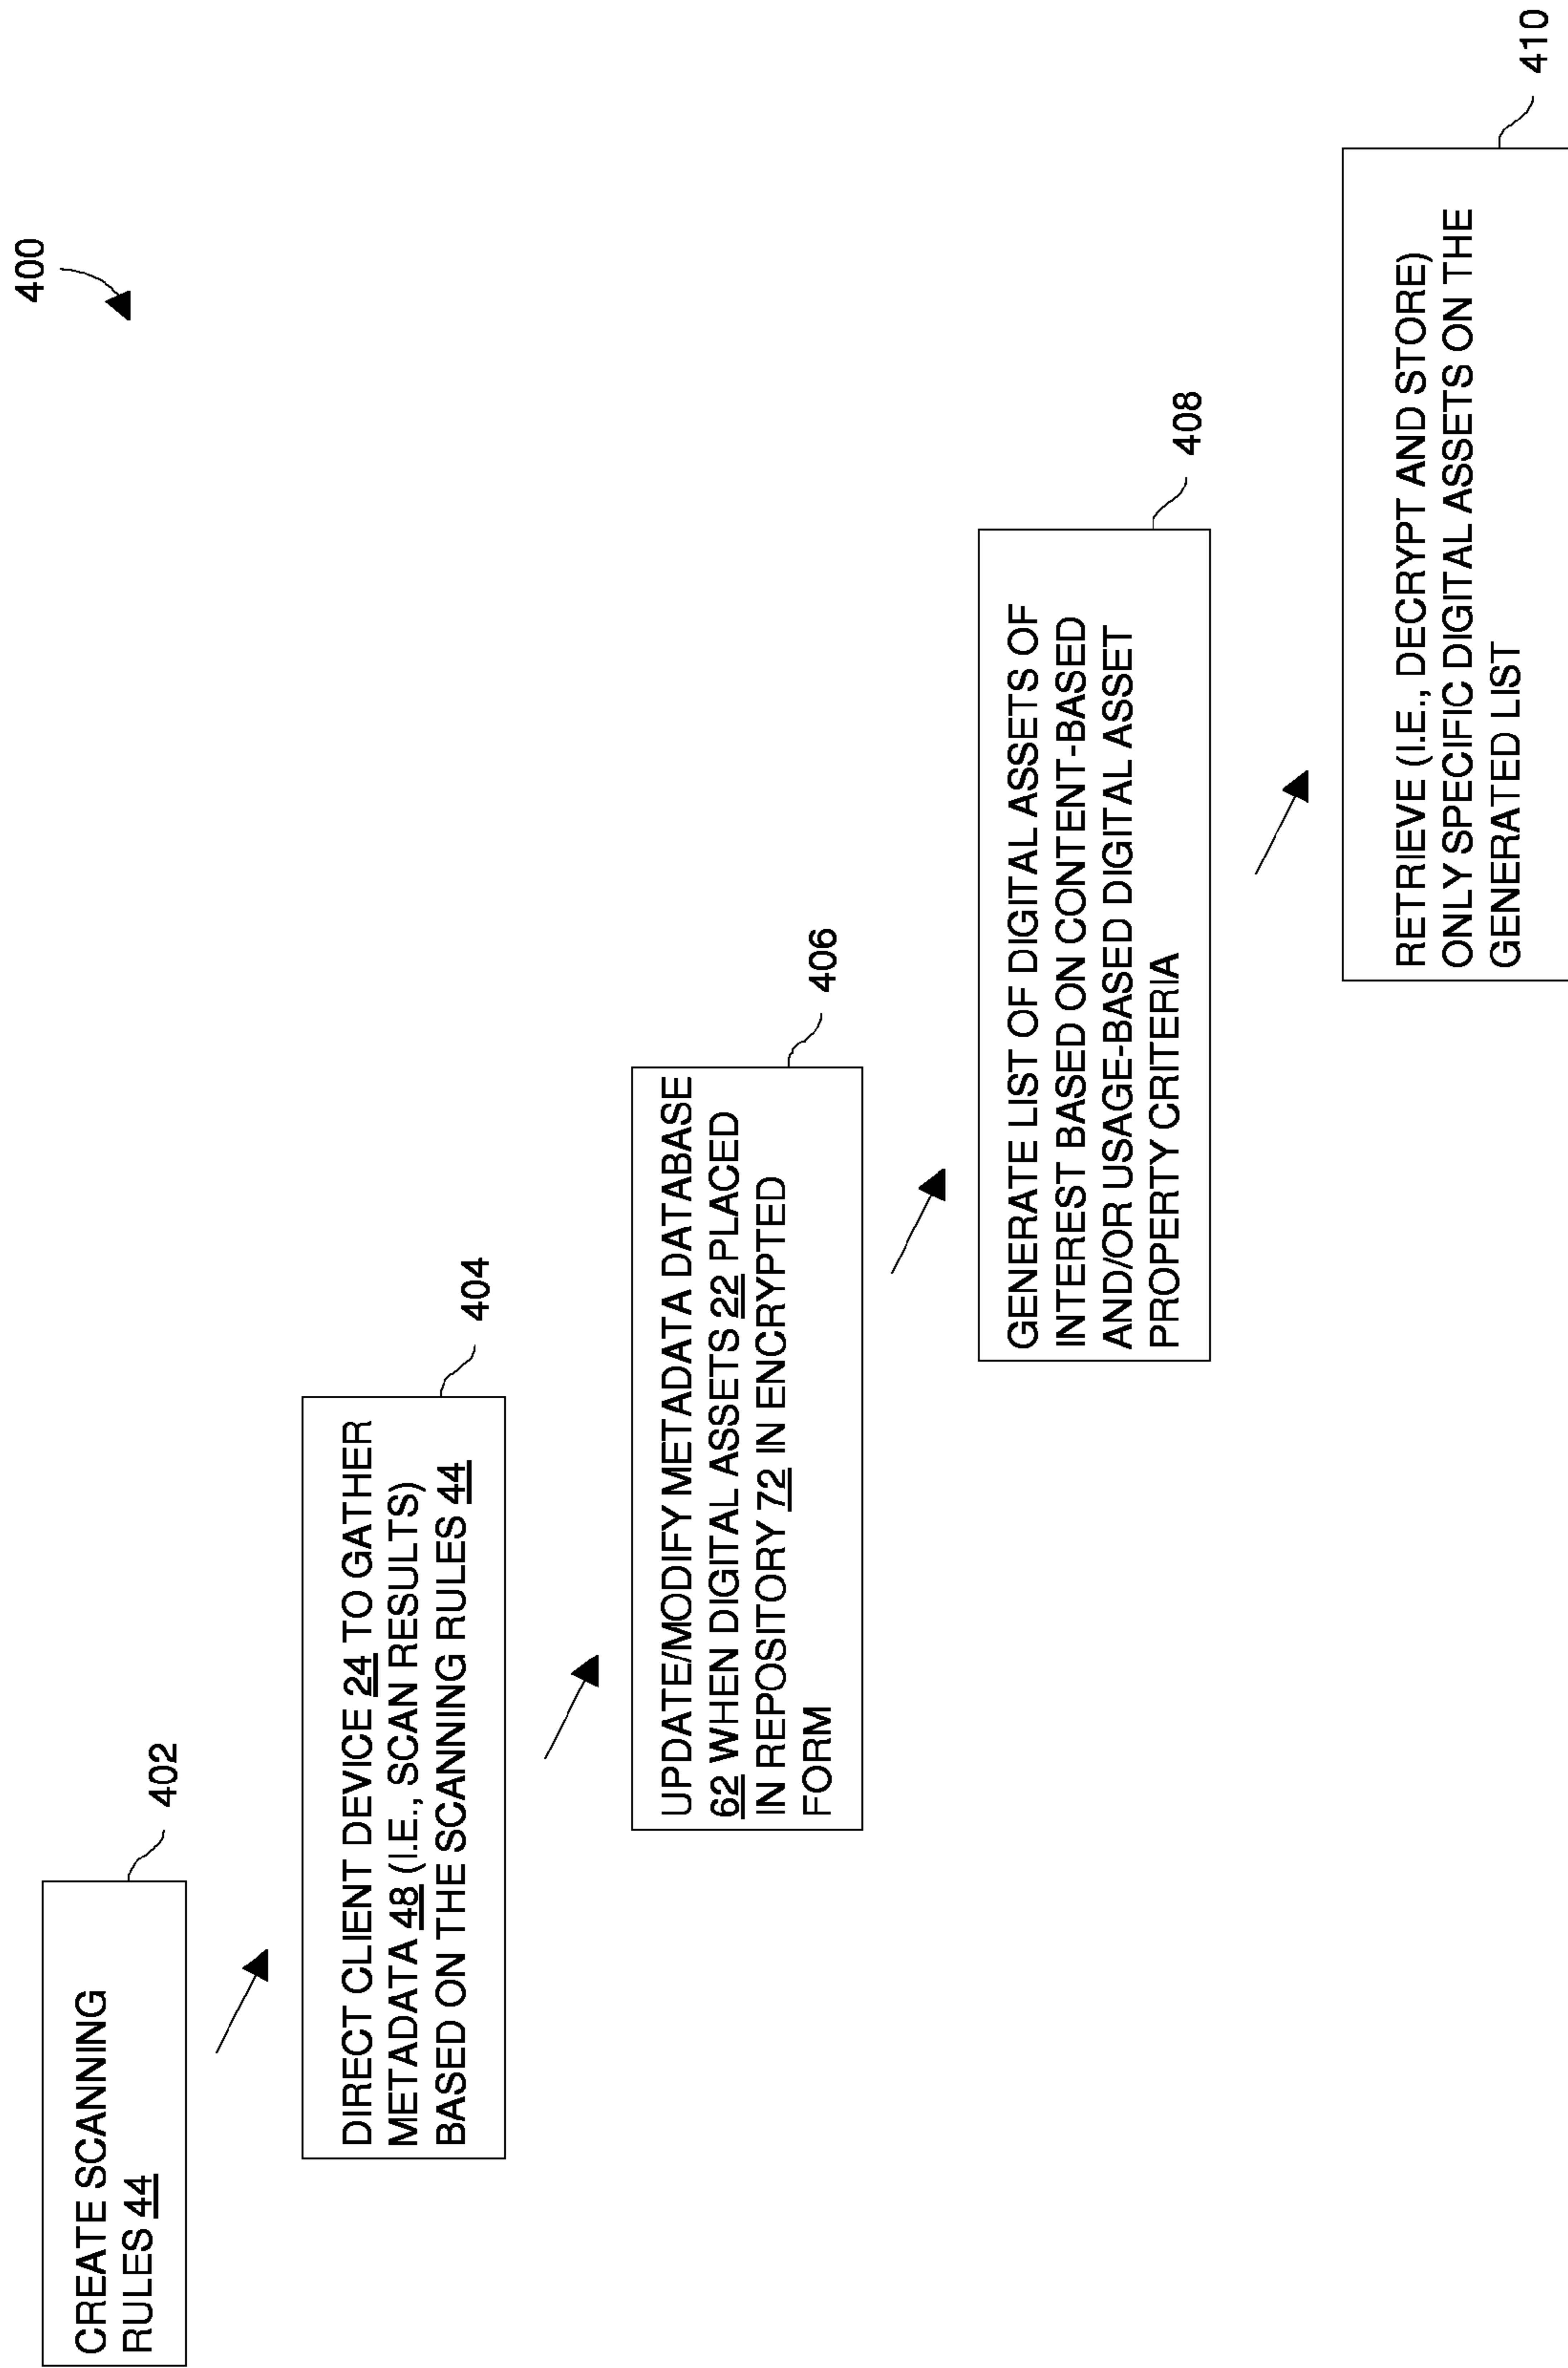 400
CREATE SCANNING
RULES 44
402
DIRECT CLIENT DEVICE 24 TO GATHER
METADATA 48 (I.E., SCAN RESULTS)
BASED ON THE SCANNING RULES 44
404
UPDATE/MODIFY METADATA DATABASE
62 WHEN DIGITAL ASSETS 22 PLACED
IN REPOSITORY 72 IN ENCRYPTED
FORM
406
GENERATE LIST OF DIGITAL ASSETS OF
INTEREST BASED ON CONTENT-BASED
AND/OR USAGE-BASED DIGITAL ASSET
PROPERTY CRITERIA
408
RETRIEVE (I.E., DECRYPT AND STORE)
ONLY SPECIFIC DIGITAL ASSETS ON THE
GENERATED LIST
410